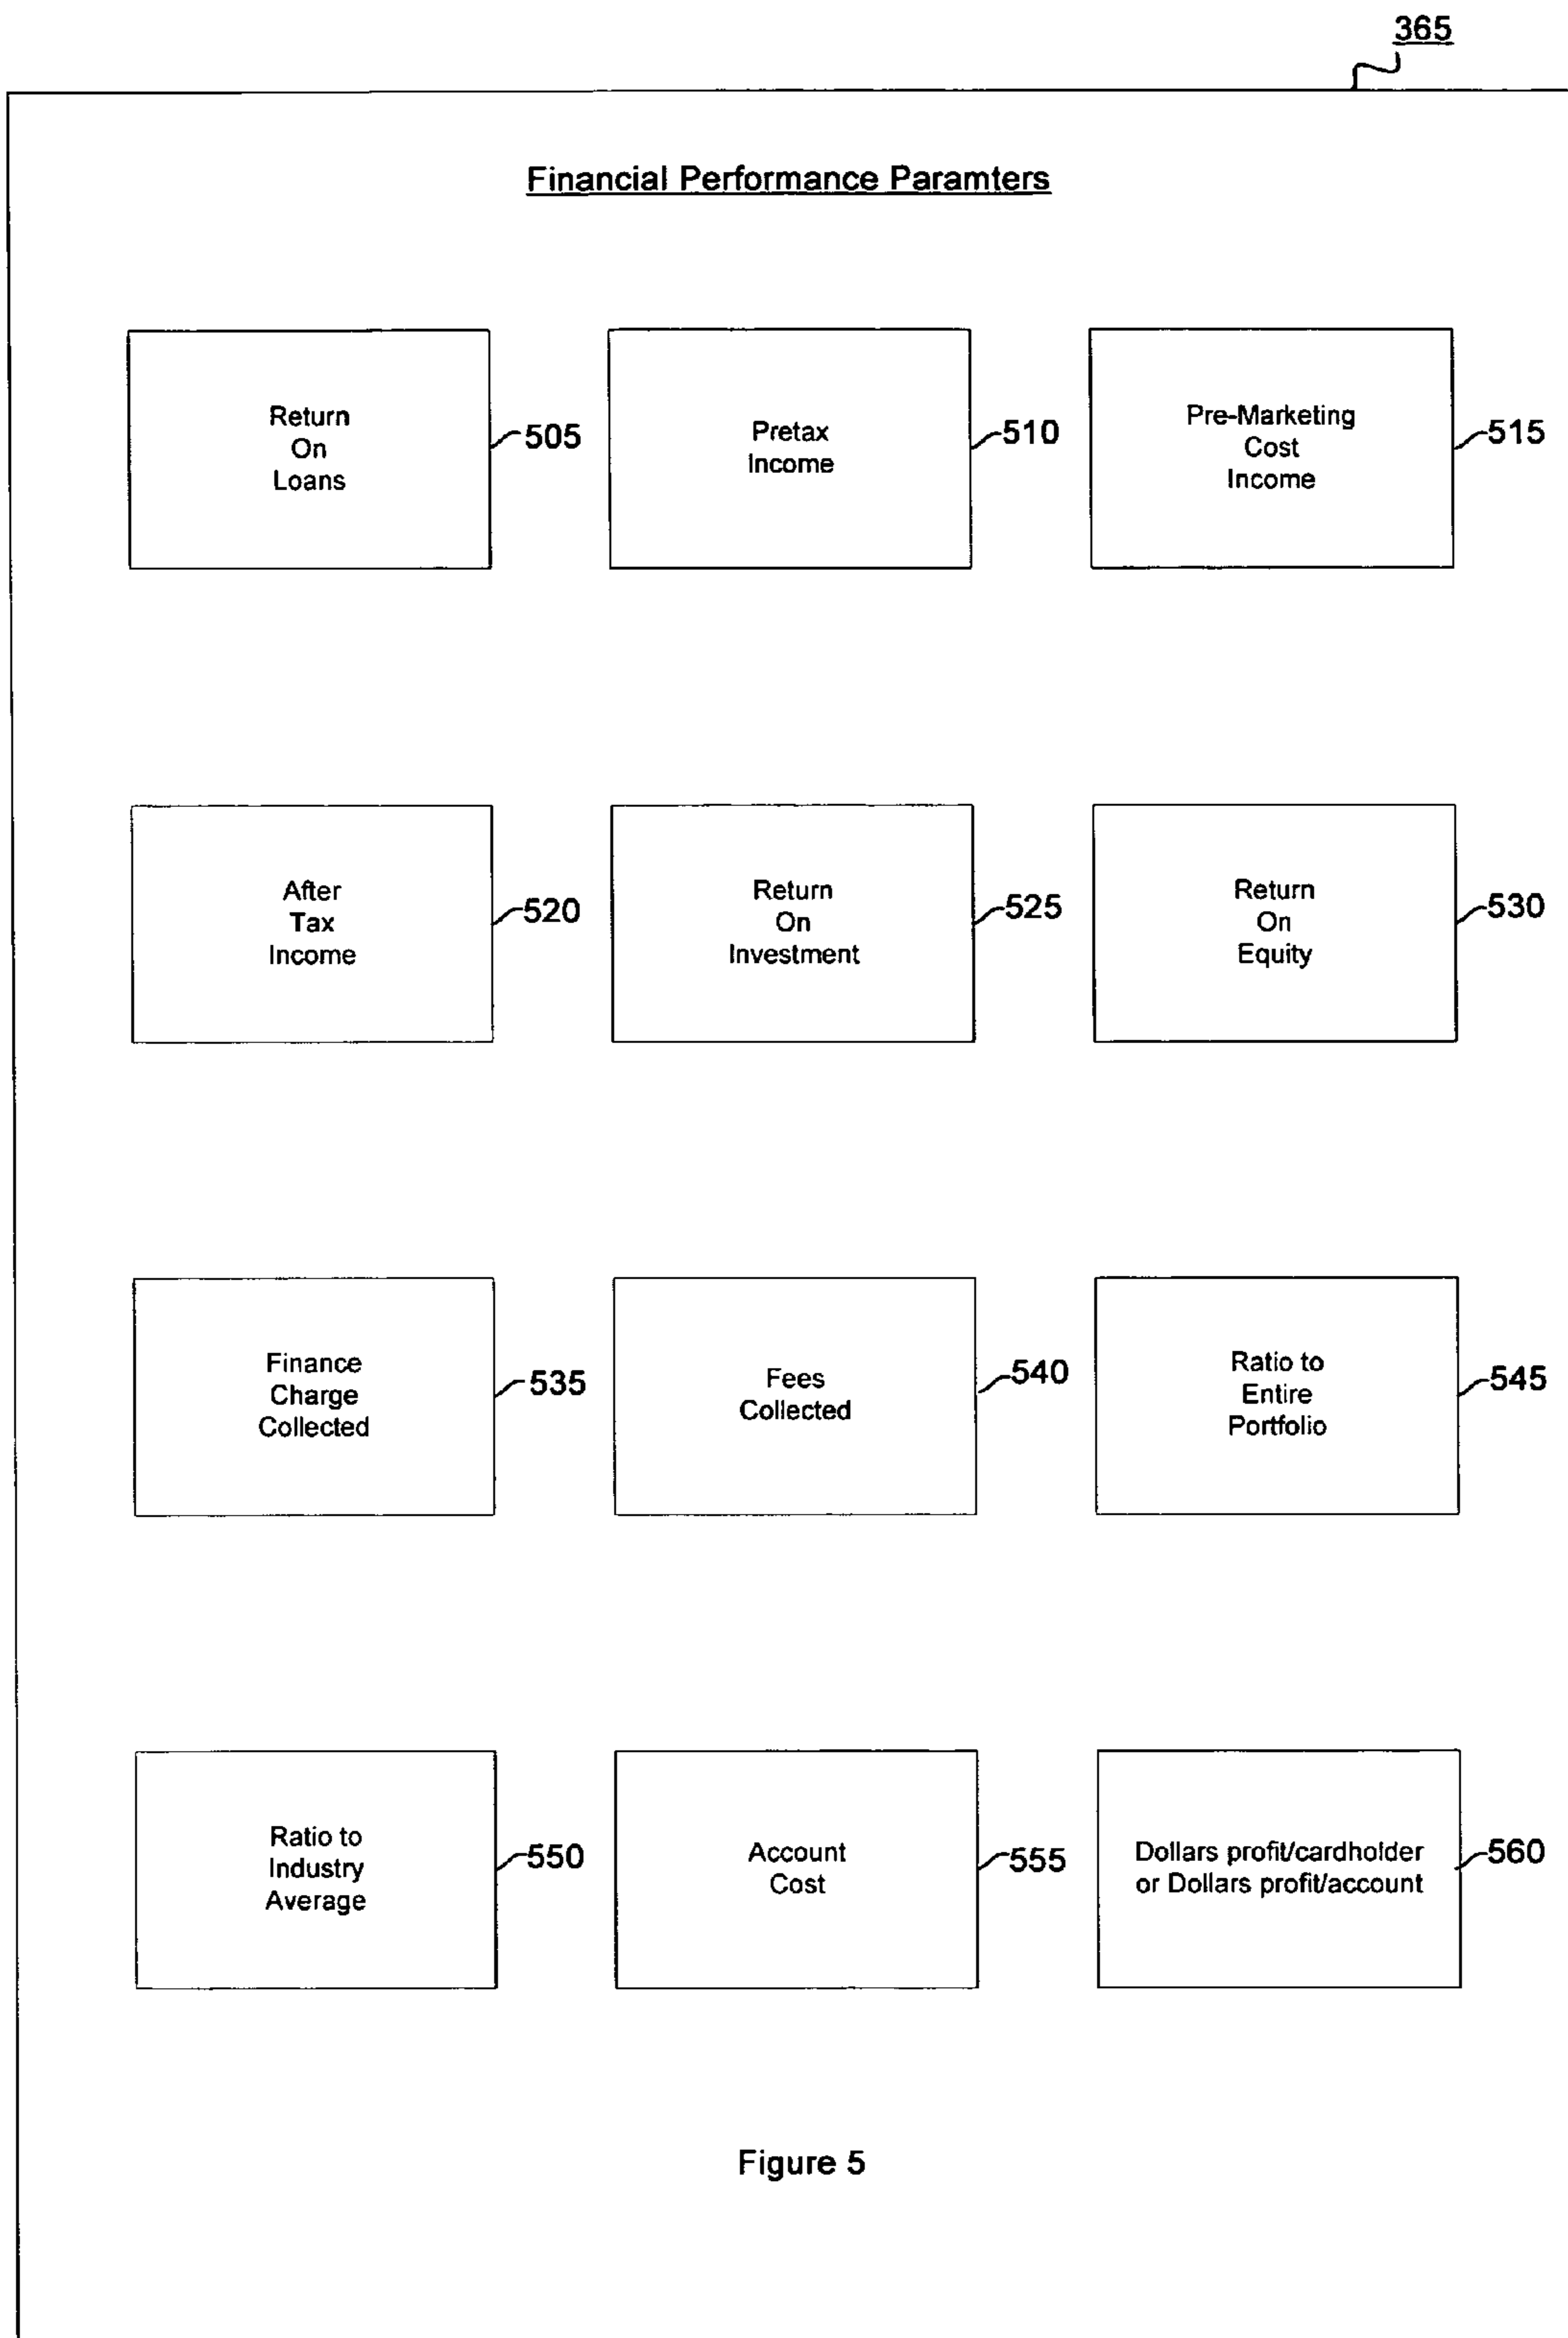 365
Financial Performance Paramters
Return
On
Loans
505
Pretax
Income
510
Pre-Marketing
Cost
Income
515
After
Tax
Income
520
Return
On
Investment
525
Return
On
Equity
530
Finance
Charge
Collected
535
Fees
Collected
540
Ratio to
Entire
Portfolio
545
Ratio to
Industry
Average
550
Account
Cost
555
Dollars profit/cardholder
or Dollars profit/account
560
Figure 5